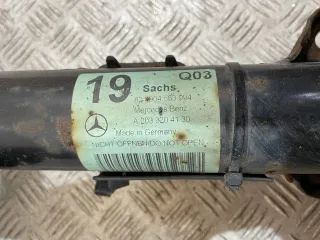 19
Q03
Sachs
Mercedes Benz
A 203 320 41 30
Made in Germany
NICHT ÖFFNEN/DO NOT OPEN